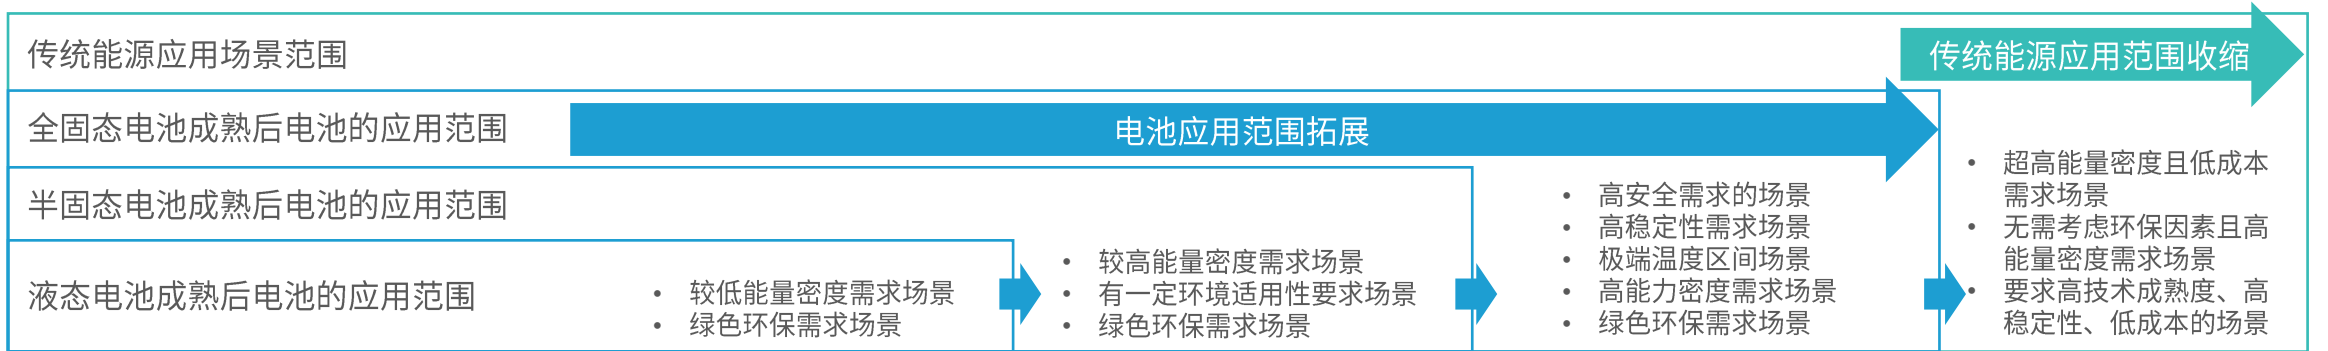 传统能源应用场景范围
传统能源应用范围收缩
全固态电池成熟后电池的应用范围
电池应用范围拓展
半固态电池成熟后电池的应用范围
液态电池成熟后电池的应用范围
• 较低能量密度需求场景
• 绿色环保需求场景
• 较高能量密度需求场景
• 有一定环境适用性要求场景
• 绿色环保需求场景
• 高安全需求的场景
• 高稳定性需求场景
• 极端温度区间场景
• 高能力密度需求场景
• 绿色环保需求场景
• 超高能量密度且低成本
需求场景
• 无需考虑环保因素且高
能量密度需求场景
• 要求高技术成熟度、高
稳定性、低成本的场景